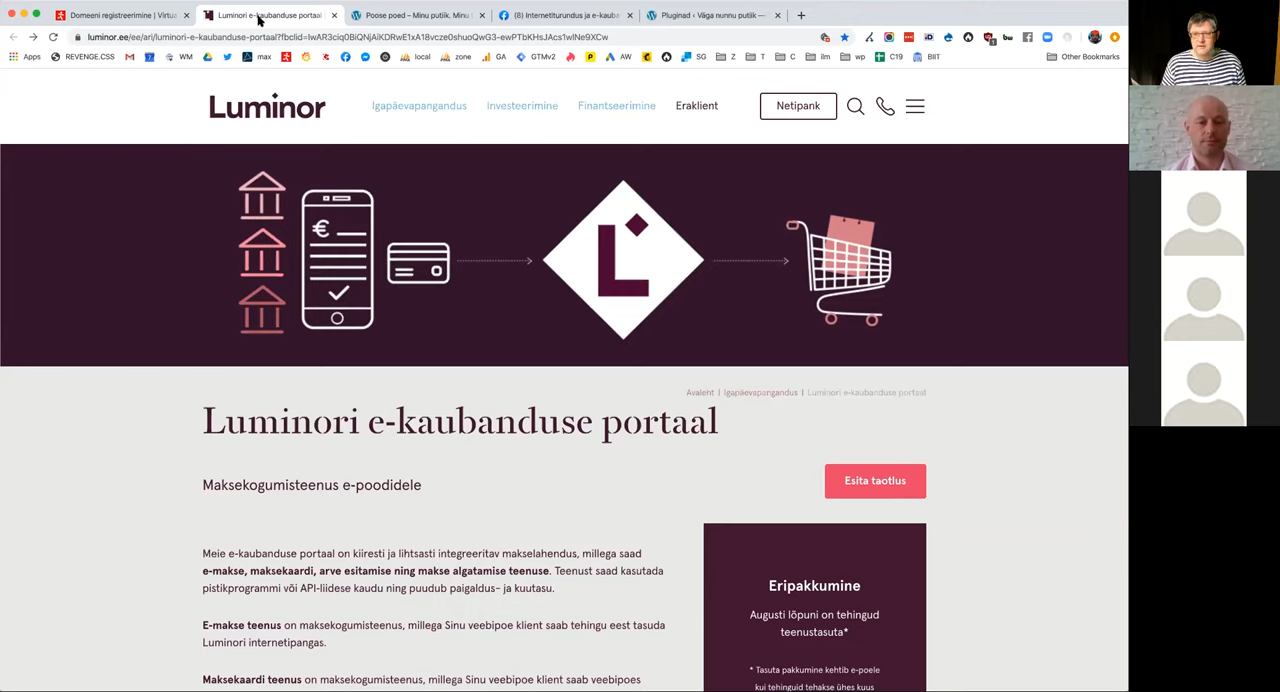 Domeeni registreerimine | Virtua
Luminori e-kaubanduse portaal
Poose poed – Minu putiik. Minu
(8) Internetiturundus ja e-kaub
Pluginad ‹ Väga nunnu putiik —
luminor.ee/ee/ari/luminori-e-kaubanduse-portaal?fbclid=IwAR3ciq0BiQNjAiKDRwE1xA18vcze0shuoQwG3-ewPTbKHsJAcs1wlNe9XCw
Apps
REVENGE.CSS
WM
max
local
zone
GA
GTMv2
AW
SG
Z
T
C
ilm
wp
C19
BIIT
Other Bookmarks
Luminor
Igapäevapangandus
Investeerimine
Finantseerimine
Eraklient
Netipank
Avaleht | Igapäevapangandus | Luminori e-kaubanduse portaal
Luminori e-kaubanduse portaal
Maksekogumisteenus e-poodidele
Esita taotlus
Meie e-kaubanduse portaal on kiiresti ja lihtsasti integreeritav makselahendus, millega saad
e-makse, maksekaardi, arve esitamise ning makse algatamise teenuse. Teenust saad kasutada
pistikprogrammi või API-liidese kaudu ning puudub paigaldus- ja kuutasu.
E-makse teenus on maksekogumisteenus, millega Sinu veebipoe klient saab tehingu eest tasuda
Luminori internetipangas.
Maksekaardi teenus on maksekogumisteenus, millega Sinu veebipoe klient saab veebipoes
Eripakkumine
Augusti lõpuni on tehingud
teenustasuta*
* Tasuta pakkumine kehtib e-poele
kui tehinguid tehakse ühes kuus